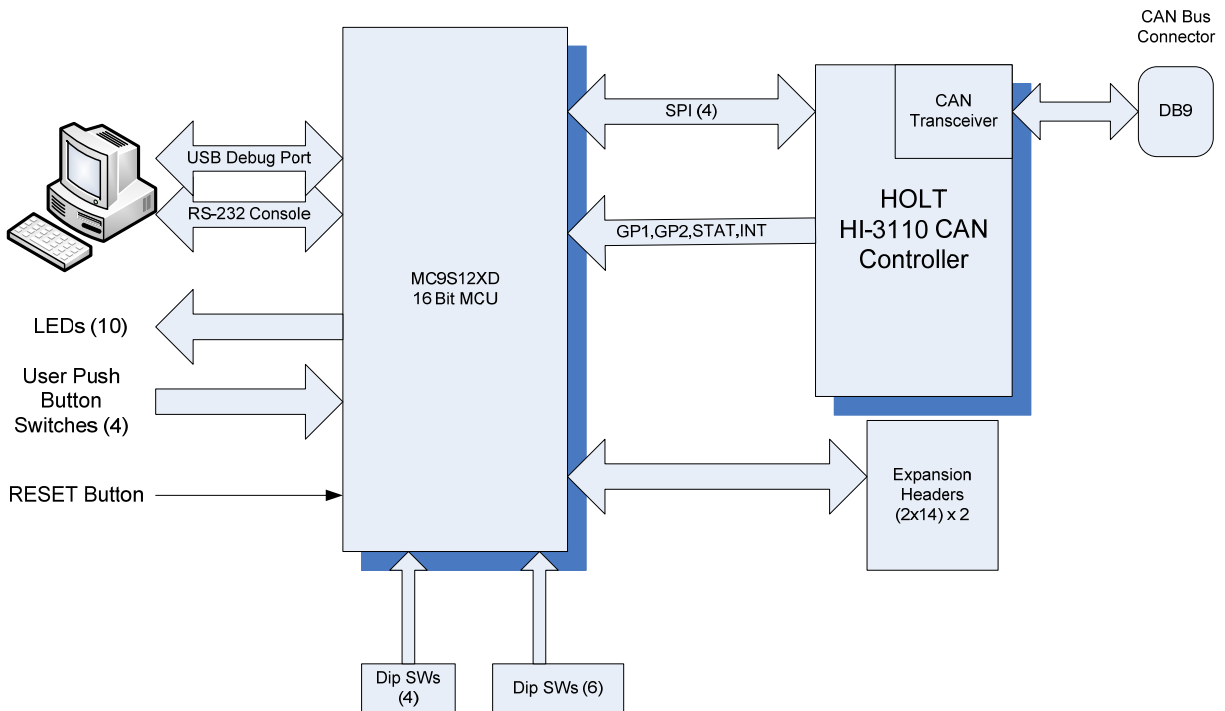 CAN Bus
Connector
CAN
Transceiver
DB9
SPI (4)
USB Debug Port
RS-232 Console
HOLT
HI-3110 CAN
Controller
GP1,GP2,STAT,INT
MC9S12XD
16 Bit MCU
LEDs (10)
User Push
Button
Switches (4)
RESET Button
Expansion
Headers
(2x14) x 2
Dip SWs
(4)
Dip SWs (6)